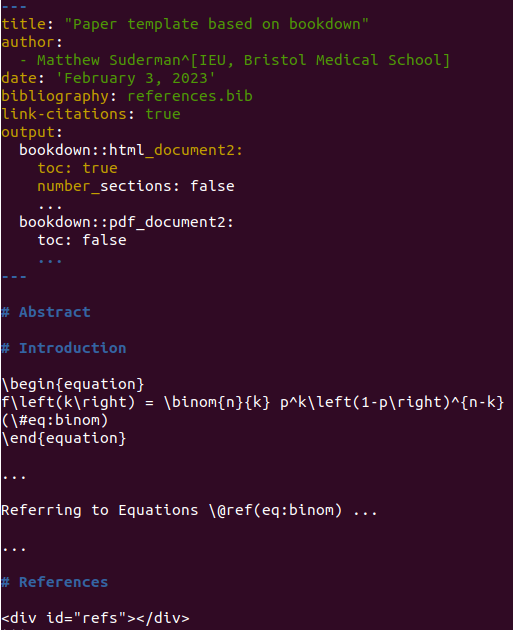 ---
title: "Paper template based on bookdown"
author:
  - Matthew Suderman^[IEU, Bristol Medical School]
date: 'February 3, 2023'
bibliography: references.bib
link-citations: true
output:
  bookdown::html_document2:
    toc: true
    number_sections: false
    ...
  bookdown::pdf_document2:
    toc: false
    ...
---
# Abstract
# Introduction
\begin{equation}
f\left(k\right) = \binom{n}{k} p^k\left(1-p\right)^{n-k}
(\#eq:binom)
\end{equation}
...
Referring to Equations \@ref(eq:binom) ...
...
# References
<div id="refs"></div>